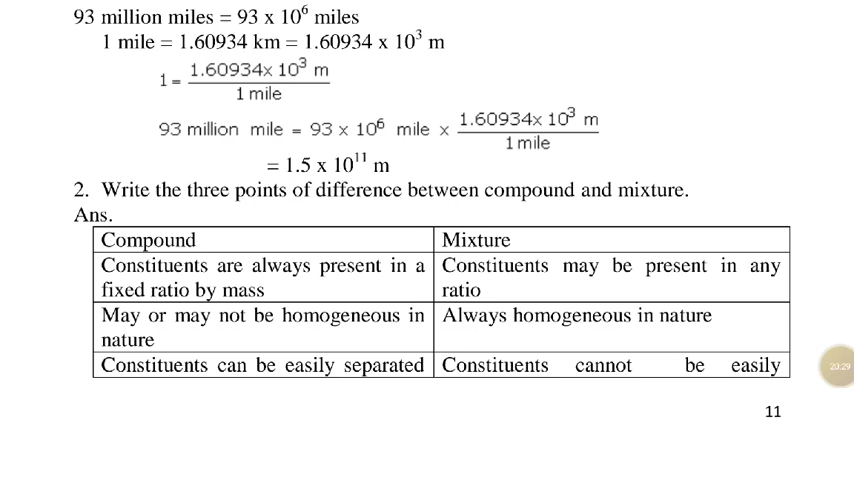 93 million miles = 93 x 10⁶ miles
1 mile = 1.60934 km = 1.60934 x 10³ m
1 = 1.60934x 10³ m / 1 mile
93 million mile = 93 x 10⁶ mile x 1.60934x 10³ m / 1 mile
= 1.5 x 10¹¹ m
2. Write the three points of difference between compound and mixture.
Ans.
Compound Mixture
Constituents are always present in a Constituents may be present in any
fixed ratio by mass ratio
May or may not be homogeneous in Always homogeneous in nature
nature
Constituents can be easily separated Constituents cannot be easily
20:29
11